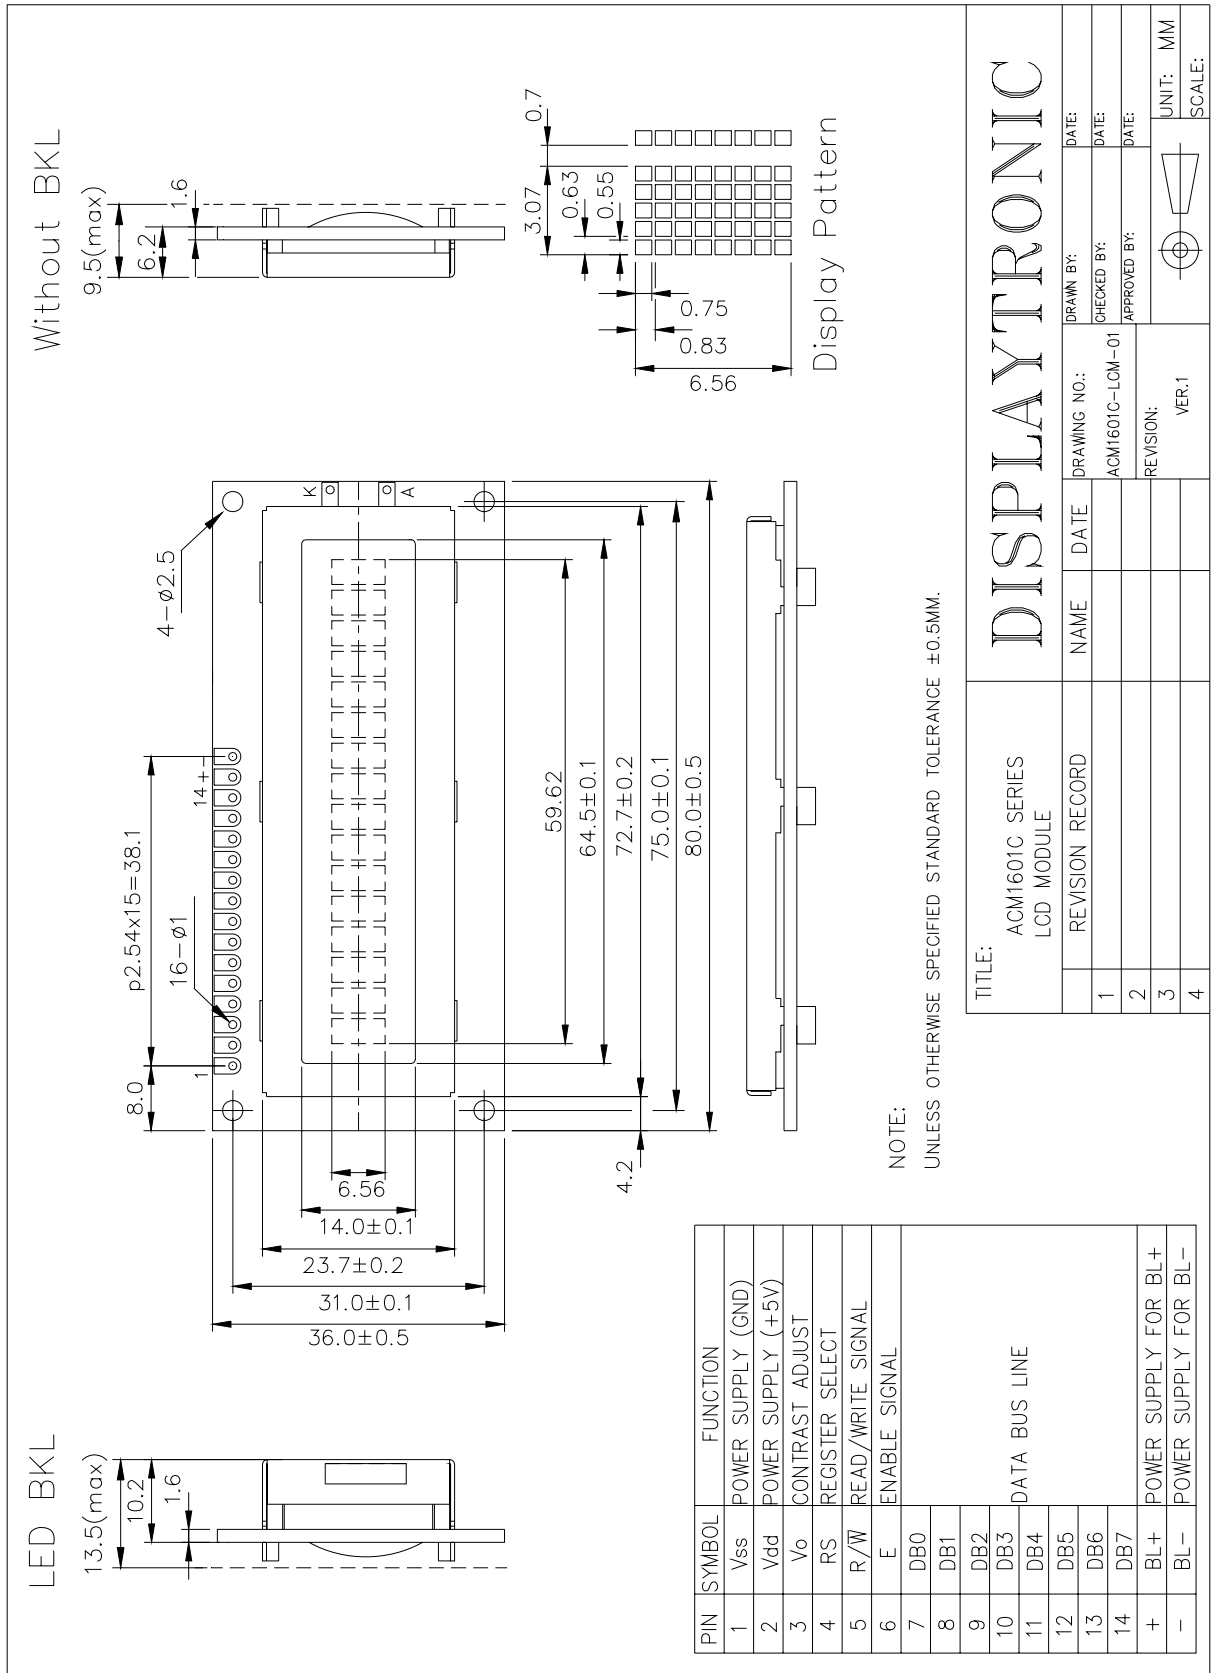 LED BKL
13.5(max)
10.2
1.6
p2.54x15=38.1
8.0
16-ø1
4-ø2.5
1
14
+
-
K
A
6.56
14.0±0.1
23.7±0.2
31.0±0.1
36.0±0.5
4.2
59.62
64.5±0.1
72.7±0.2
75.0±0.1
80.0±0.5
Without BKL
9.5(max)
6.2
1.6
3.07
0.7
0.63
0.55
0.75
0.83
6.56
Display Pattern
PIN SYMBOL FUNCTION
1 Vss POWER SUPPLY (GND)
2 Vdd POWER SUPPLY (+5V)
3 Vo CONTRAST ADJUST
4 RS REGISTER SELECT
5 R/W̅ READ/WRITE SIGNAL
6 E ENABLE SIGNAL
7 DB0
8 DB1
9 DB2
10 DB3
DATA BUS LINE
11 DB4
12 DB5
13 DB6
14 DB7
+ BL+ POWER SUPPLY FOR BL+
- BL- POWER SUPPLY FOR BL-
NOTE:
UNLESS OTHERWISE SPECIFIED STANDARD TOLERANCE ±0.5MM.
TITLE:
ACM1601C SERIES
LCD MODULE
DISPLAYTRONIC
REVISION RECORD NAME DATE
1
2
3
4
DRAWING NO.:
ACM1601C-LCM-01
REVISION:
VER.1
DRAWN BY: DATE:
CHECKED BY: DATE:
APPROVED BY: DATE:
UNIT: MM
SCALE: